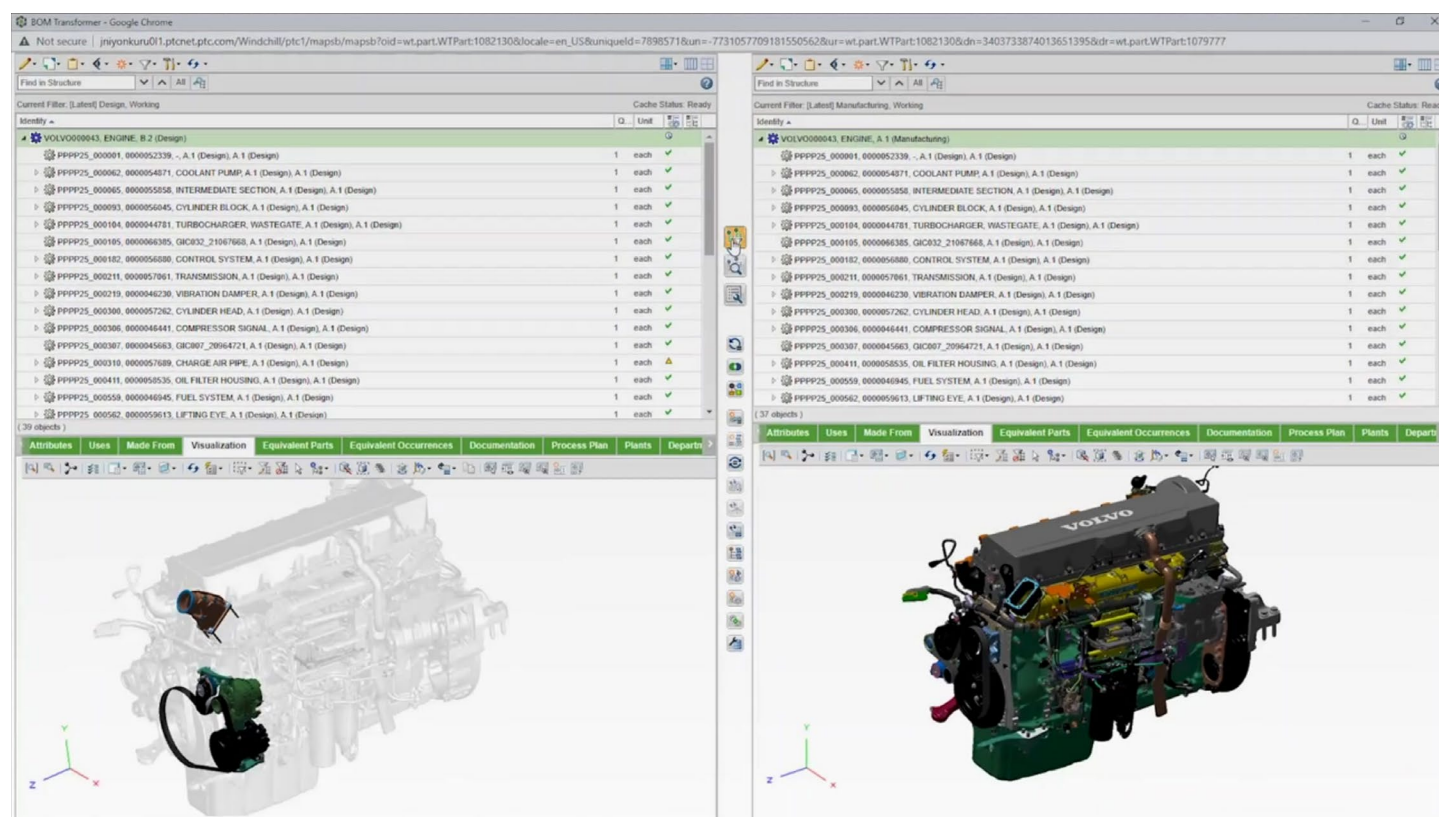 BOM Transformer - Google Chrome
Not secure | jniyonkuru0l1.ptcnet.ptc.com/Windchill/ptc1/mapsb/mapsb?oid=wt.part.WTPart:1082130&locale=en_US&uniqueId=7898571&un=-7731057709181550562&ur=wt.part.WTPart:1082130&dn=3403733874013651395&dr=wt.part.WTPart:1079777
Find in Structure All
Current Filter: [Latest] Design, Working Cache Status: Ready
Identity Q... Unit
VOLVO000043, ENGINE, B.2 (Design)
PPPP25_000001, 0000052339, -, A.1 (Design), A.1 (Design) 1 each
PPPP25_000062, 0000054871, COOLANT PUMP, A.1 (Design), A.1 (Design) 1 each
PPPP25_000065, 0000055858, INTERMEDIATE SECTION, A.1 (Design), A.1 (Design) 1 each
PPPP25_000093, 0000056045, CYLINDER BLOCK, A.1 (Design), A.1 (Design) 1 each
PPPP25_000104, 0000044781, TURBOCHARGER, WASTEGATE, A.1 (Design), A.1 (Design) 1 each
PPPP25_000105, 0000066385, GIC032_21067668, A.1 (Design), A.1 (Design) 1 each
PPPP25_000182, 0000056880, CONTROL SYSTEM, A.1 (Design), A.1 (Design) 1 each
PPPP25_000211, 0000057061, TRANSMISSION, A.1 (Design), A.1 (Design) 1 each
PPPP25_000219, 0000046230, VIBRATION DAMPER, A.1 (Design), A.1 (Design) 1 each
PPPP25_000300, 0000057262, CYLINDER HEAD, A.1 (Design), A.1 (Design) 1 each
PPPP25_000306, 0000046441, COMPRESSOR SIGNAL, A.1 (Design), A.1 (Design) 1 each
PPPP25_000307, 0000045663, GIC007_20964721, A.1 (Design), A.1 (Design) 1 each
PPPP25_000310, 0000057689, CHARGE AIR PIPE, A.1 (Design), A.1 (Design) 1 each
PPPP25_000411, 0000058535, OIL FILTER HOUSING, A.1 (Design), A.1 (Design) 1 each
PPPP25_000559, 0000046945, FUEL SYSTEM, A.1 (Design), A.1 (Design) 1 each
PPPP25_000562, 0000059613, LIFTING EYE, A.1 (Design), A.1 (Design) 1 each
(39 objects )
Attributes Uses Made From Visualization Equivalent Parts Equivalent Occurrences Documentation Process Plan Plants Departm
Y
Z X
Find in Structure All
Current Filter: [Latest] Manufacturing, Working Cache Status: Read
Identity Q... Unit
VOLVO000043, ENGINE, A.1 (Manufacturing)
PPPP25_000001, 0000052339, -, A.1 (Design), A.1 (Design) 1 each
PPPP25_000062, 0000054871, COOLANT PUMP, A.1 (Design), A.1 (Design) 1 each
PPPP25_000065, 0000055858, INTERMEDIATE SECTION, A.1 (Design), A.1 (Design) 1 each
PPPP25_000093, 0000056045, CYLINDER BLOCK, A.1 (Design), A.1 (Design) 1 each
PPPP25_000104, 0000044781, TURBOCHARGER, WASTEGATE, A.1 (Design), A.1 (Design) 1 each
PPPP25_000105, 0000066385, GIC032_21067668, A.1 (Design), A.1 (Design) 1 each
PPPP25_000182, 0000056880, CONTROL SYSTEM, A.1 (Design), A.1 (Design) 1 each
PPPP25_000211, 0000057061, TRANSMISSION, A.1 (Design), A.1 (Design) 1 each
PPPP25_000219, 0000046230, VIBRATION DAMPER, A.1 (Design), A.1 (Design) 1 each
PPPP25_000300, 0000057262, CYLINDER HEAD, A.1 (Design), A.1 (Design) 1 each
PPPP25_000306, 0000046441, COMPRESSOR SIGNAL, A.1 (Design), A.1 (Design) 1 each
PPPP25_000307, 0000045663, GIC007_20964721, A.1 (Design), A.1 (Design) 1 each
PPPP25_000411, 0000058535, OIL FILTER HOUSING, A.1 (Design), A.1 (Design) 1 each
PPPP25_000559, 0000046945, FUEL SYSTEM, A.1 (Design), A.1 (Design) 1 each
PPPP25_000562, 0000059613, LIFTING EYE, A.1 (Design), A.1 (Design) 1 each
(37 objects )
Attributes Uses Made From Visualization Equivalent Parts Equivalent Occurrences Documentation Process Plan Plants Depart
VOLVO
Y
Z X